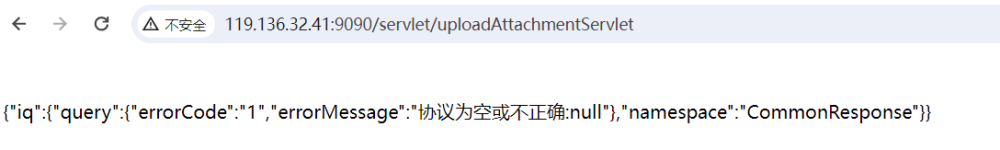 不安全 119.136.32.41:9090/servlet/uploadAttachmentServlet
{"iq":{"query":{"errorCode":"1","errorMessage":"协议为空或不正确:null"},"namespace":"CommonResponse"}}